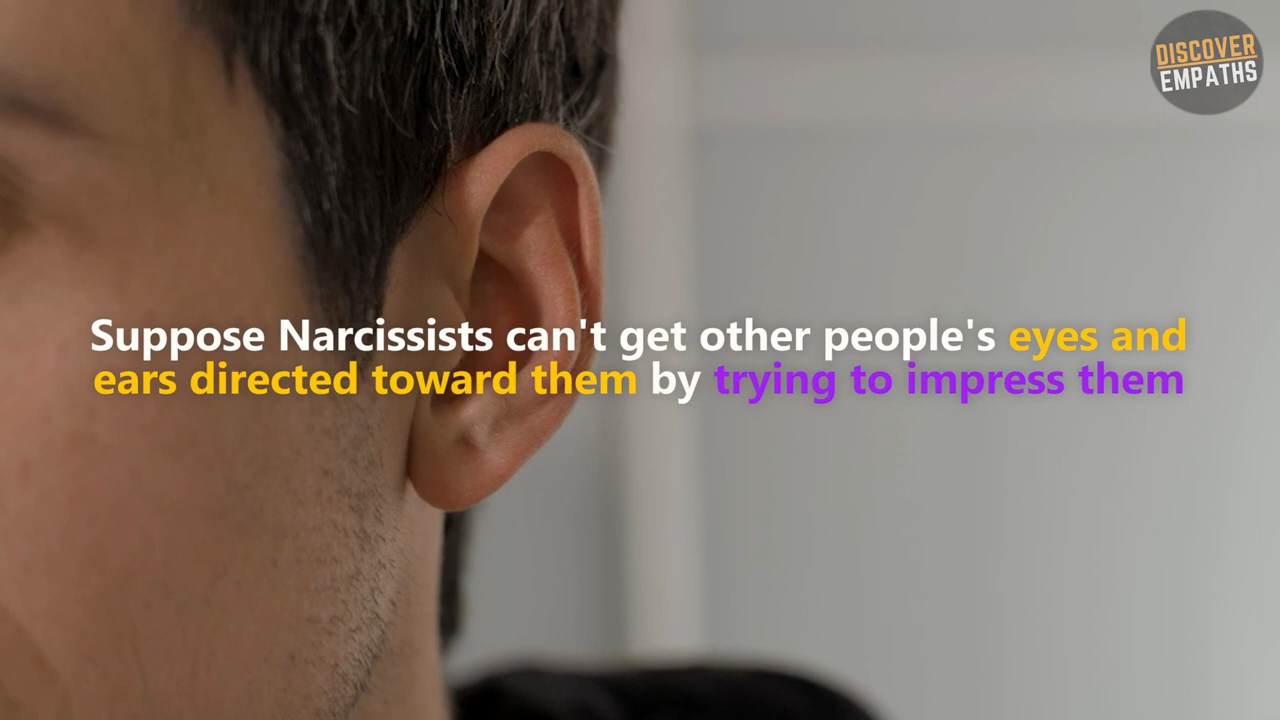 DISCOVER
EMPATHS
Suppose Narcissists can't get other people's eyes and
ears directed toward them by trying to impress them